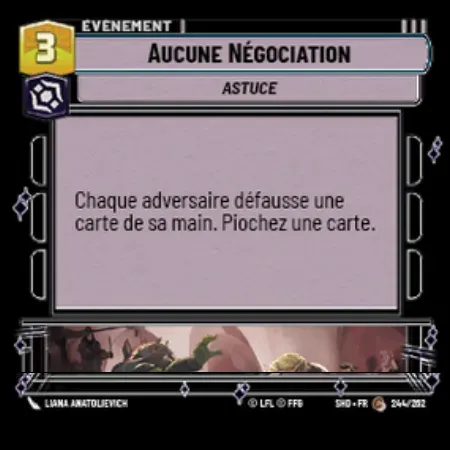 ÉVÉNEMENT
3
AUCUNE NÉGOCIATION
ASTUCE
Chaque adversaire défausse une
carte de sa main. Piochez une carte.
LIANA ANATOLIEVICH © LFL © FFG SHD • FR 244/262